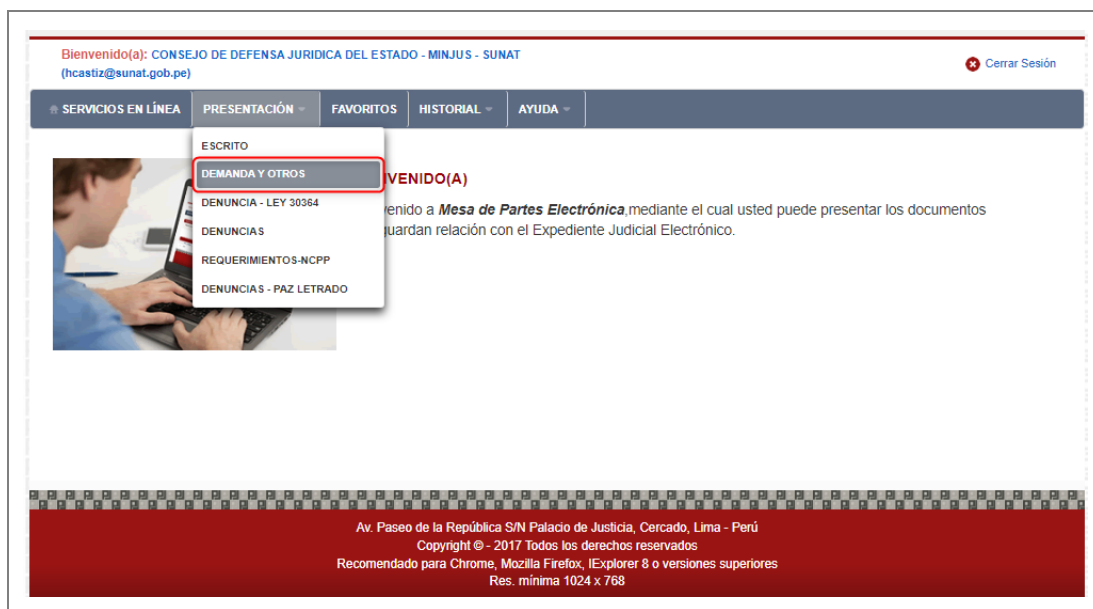 Bienvenido(a): CONSEJO DE DEFENSA JURIDICA DEL ESTADO - MINJUS - SUNAT
(hcastiz@sunat.gob.pe)
Cerrar Sesión
SERVICIOS EN LÍNEA PRESENTACIÓN FAVORITOS HISTORIAL AYUDA
ESCRITO
DEMANDA Y OTROS
DENUNCIA - LEY 30364
DENUNCIAS
REQUERIMIENTOS-NCPP
DENUNCIAS - PAZ LETRADO
VENIDO(A)
venido a Mesa de Partes Electrónica,mediante el cual usted puede presentar los documentos
guardan relación con el Expediente Judicial Electrónico.
Av. Paseo de la República S/N Palacio de Justicia, Cercado, Lima - Perú
Copyright © - 2017 Todos los derechos reservados
Recomendado para Chrome, Mozilla Firefox, IExplorer 8 o versiones superiores
Res. mínima 1024 x 768